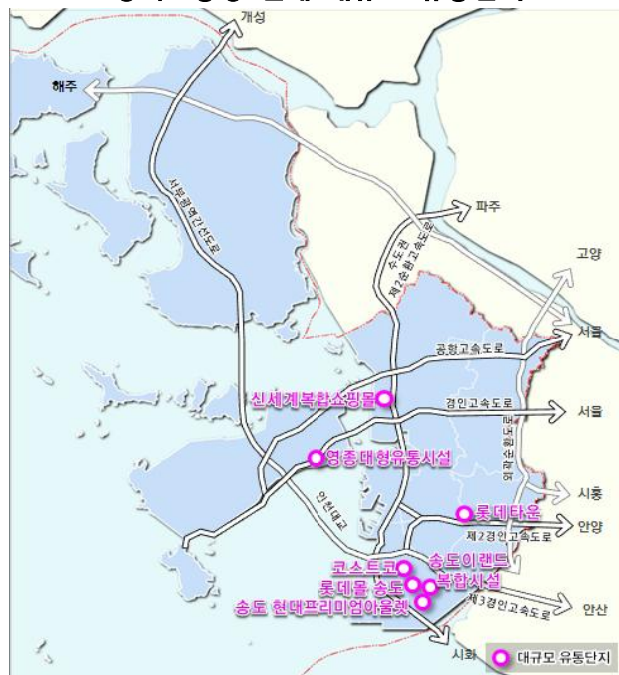 개성
해주
서부광역간선도로
파주
수도권
제2순환고속도로
고양
서울
공항고속도로
신세계복합쇼핑몰
경인고속도로
서울
외곽순환도로
영종대형유통시설
시흥
인천대교
롯데타운
안양
제2경인고속도로
코스트코
송도이랜드
복합시설
롯데몰 송도
송도 현대프리미엄아울렛
제3경인고속도로
안산
시화
대규모 유통단지